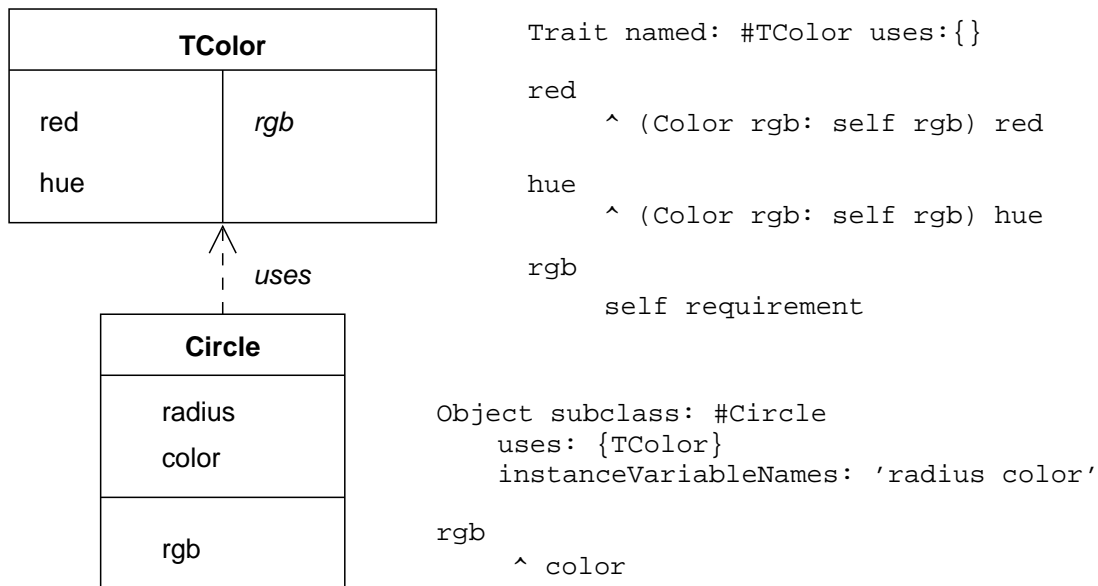 TColor
red
rgb
hue
uses
Circle
radius
color
rgb
Trait named: #TColor uses:{}
red
^ (Color rgb: self rgb) red
hue
^ (Color rgb: self rgb) hue
rgb
self requirement
Object subclass: #Circle
uses: {TColor}
instanceVariableNames: ’radius color’
rgb
^ color